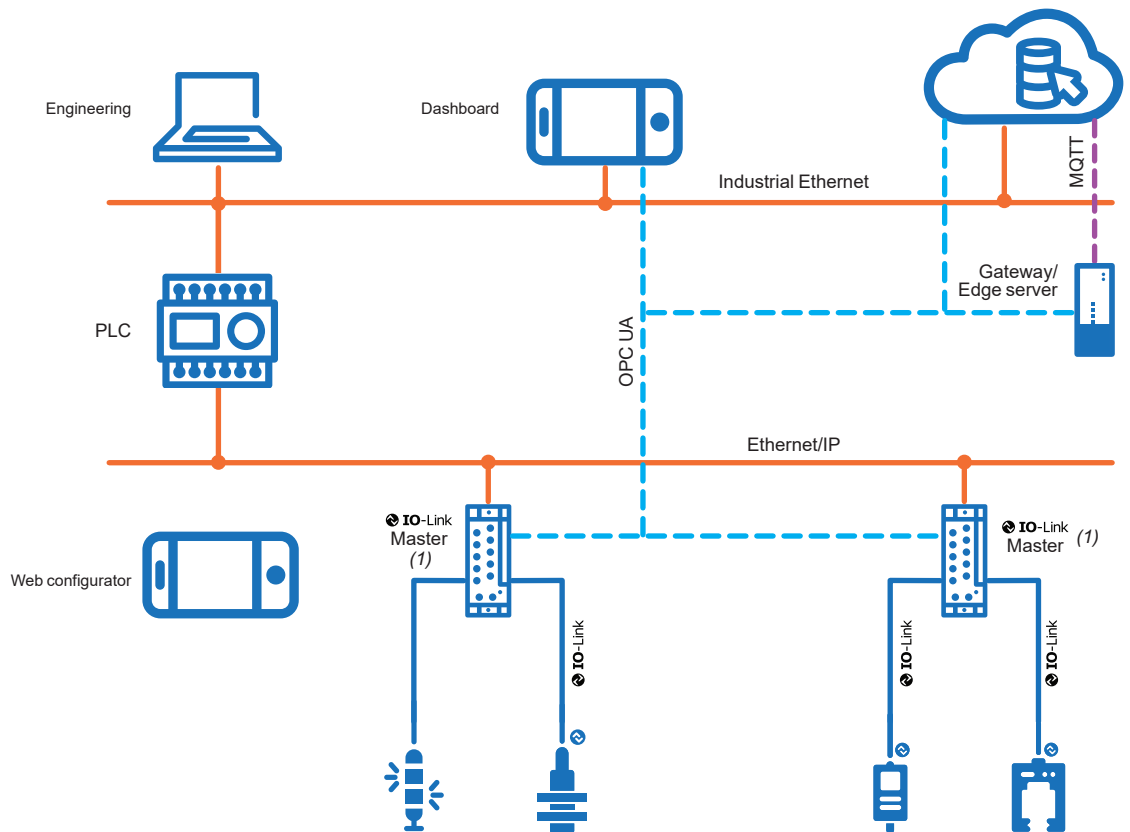 Engineering
Dashboard
Industrial Ethernet
MQTT
Gateway/
Edge server
PLC
OPC UA
Ethernet/IP
IO-Link
Master
(1)
IO-Link
Master (1)
Web configurator
IO-Link
IO-Link
IO-Link